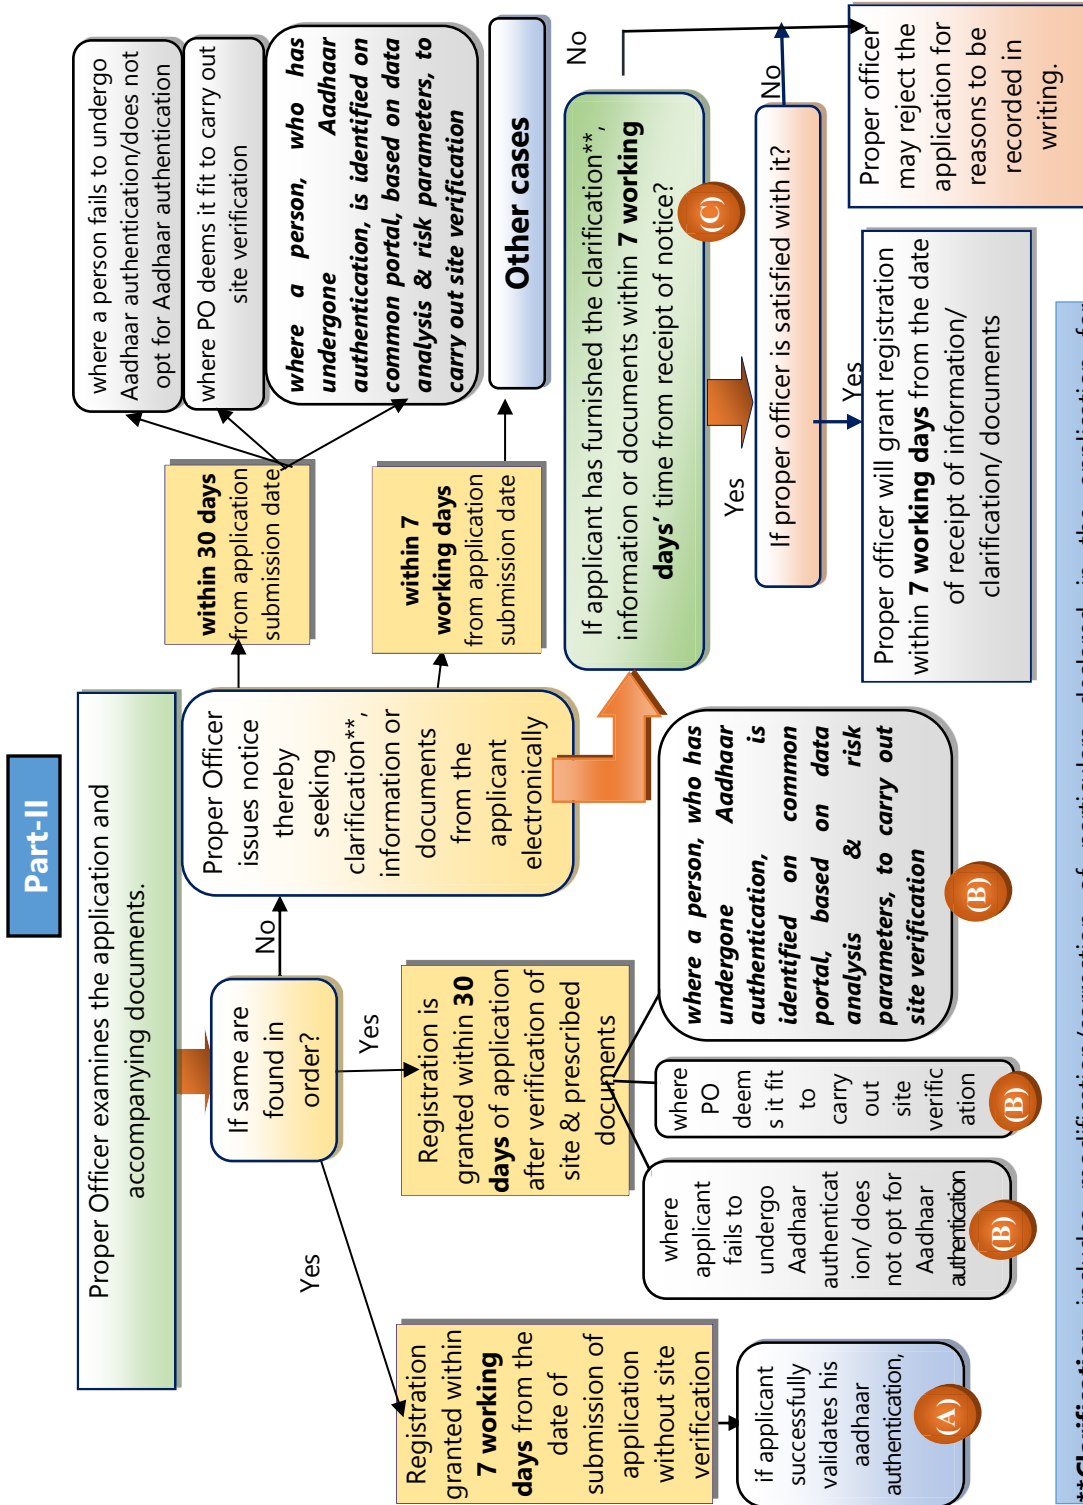 Part-II
Proper Officer examines the application and
accompanying documents.
If same are
found in
order?
No
Yes
Yes
Proper Officer
issues notice
thereby
seeking
clarification**,
information or
documents
from the
applicant
electronically
within 30 days
from application
submission date
where a person fails to undergo
Aadhaar authentication/does not
opt for Aadhaar authentication
where PO deems it fit to carry out
site verification
where a person, who has
undergone Aadhaar
authentication, is identified on
common portal, based on data
analysis & risk parameters, to
carry out site verification
within 7
working days
from application
submission date
Other cases
Registration
granted within
7 working
days from the
date of
submission of
application
without site
verification
if applicant
successfully
validates his
aadhaar
authentication,
(A)
Registration is
granted within 30
days of application
after verification of
site & prescribed
documents
where
applicant
fails to
undergo
Aadhaar
authenticat
ion/ does
not opt for
Aadhaar
authentication
(B)
where
PO
deem
s it fit
to
carry
out
site
verific
ation
(B)
where a person, who has
undergone Aadhaar
authentication, is
identified on common
portal, based on data
analysis & risk
parameters, to carry out
site verification
(B)
If applicant has furnished the clarification**,
information or documents within 7 working
days' time from receipt of notice?
(C)
No
Yes
If proper officer is satisfied with it?
No
Yes
Proper officer will grant registration
within 7 working days from the date
of receipt of information/
clarification/ documents
Proper officer
may reject the
application for
reasons to be
recorded in
writing.
**Clarification includes modification/correction of particulars declared in the application for